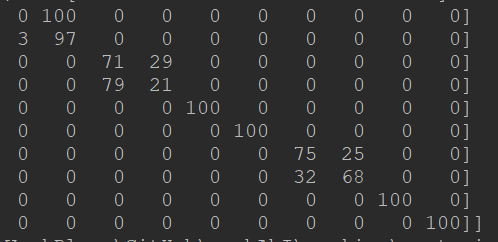 0 100 0 0 0 0 0 0 0 0]
3 97 0 0 0 0 0 0 0 0]
0 0 71 29 0 0 0 0 0 0]
0 0 79 21 0 0 0 0 0 0]
0 0 0 0 100 0 0 0 0 0]
0 0 0 0 0 100 0 0 0 0]
0 0 0 0 0 0 75 25 0 0]
0 0 0 0 0 0 32 68 0 0]
0 0 0 0 0 0 0 0 100 0]
0 0 0 0 0 0 0 0 0 100]]